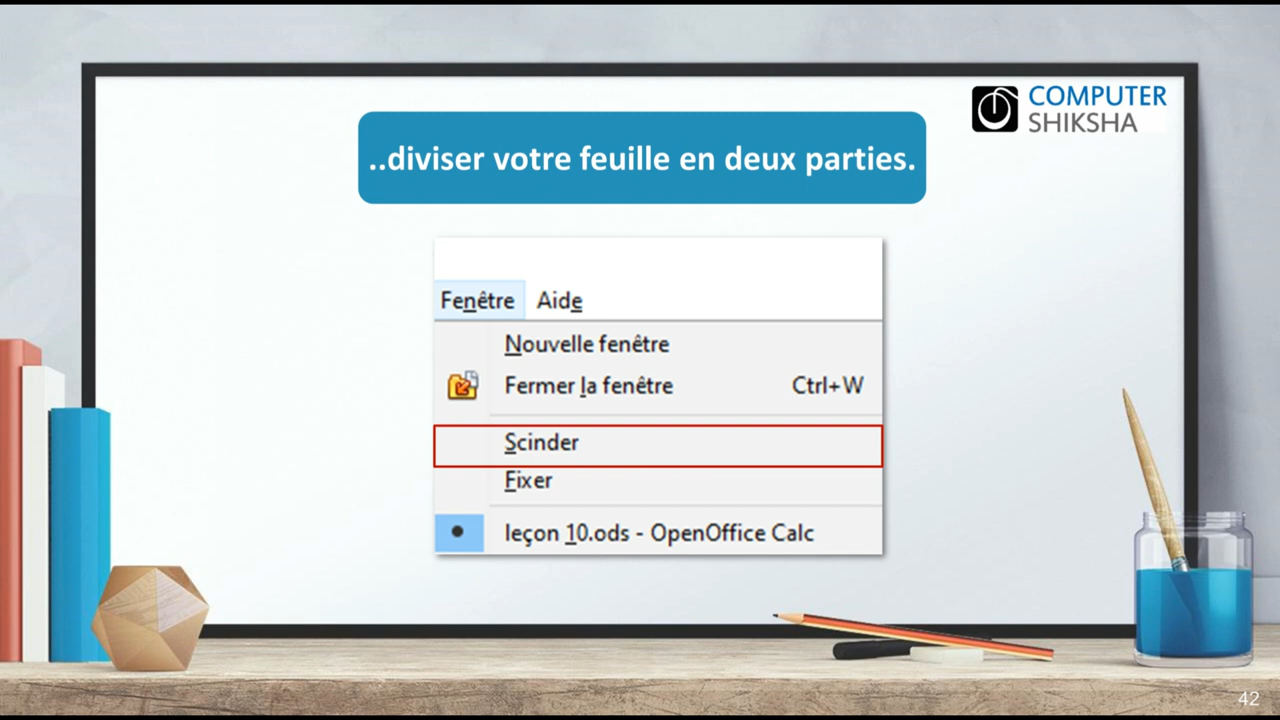 COMPUTER
SHIKSHA
..diviser votre feuille en deux parties.
Fenêtre Aide
Nouvelle fenêtre
Fermer la fenêtre Ctrl+W
Scinder
Fixer
leçon 10.ods - OpenOffice Calc
42